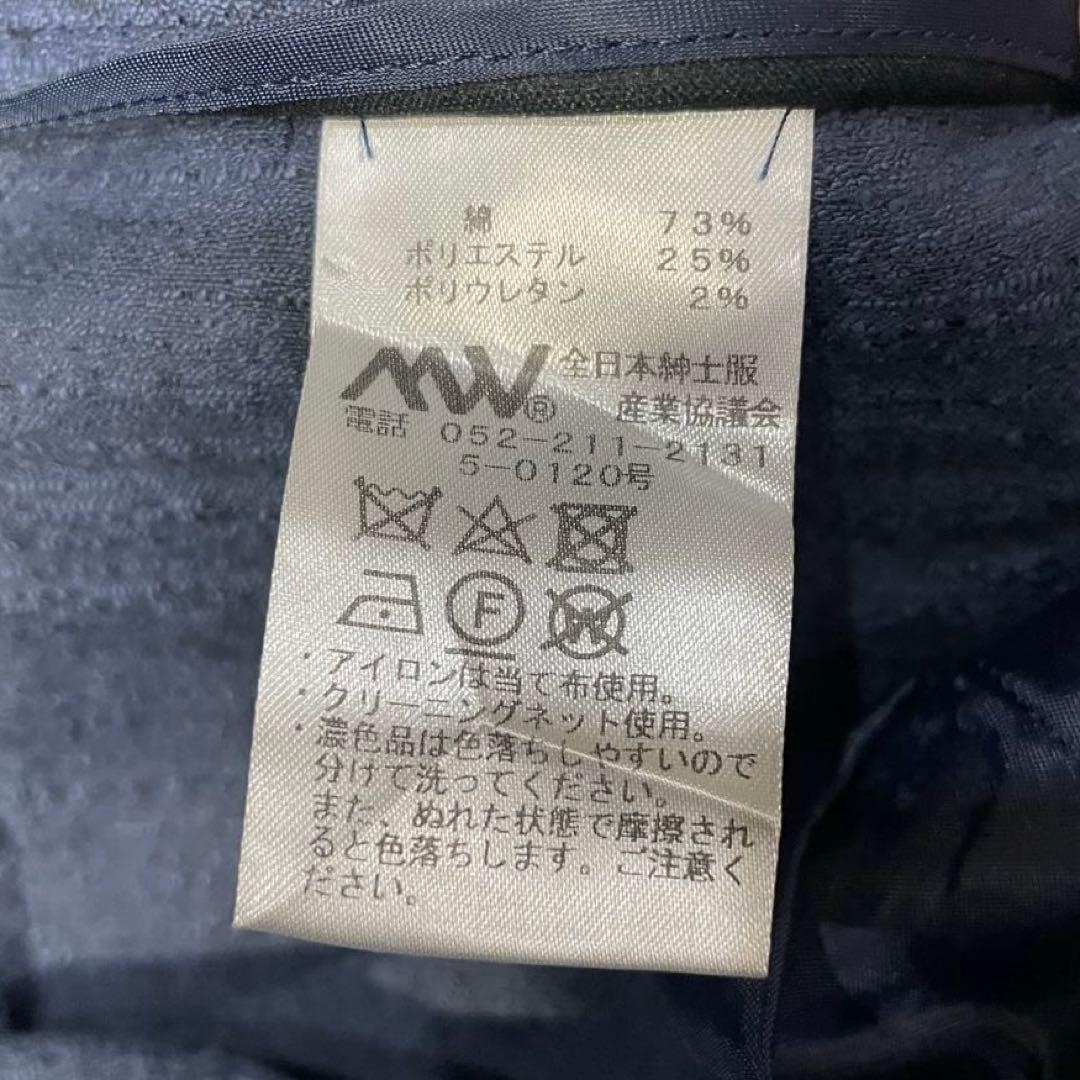 綿 73%
ポリエステル 25%
ポリウレタン 2%
MW® 全日本紳士服
産業協議会
電話 052-211-2131
5-0120号
F
W
・アイロンは当て布使用。
・クリーニングネット使用。
・濃色品は色落ちしやすいので
分けて洗ってください。
また、ぬれた状態で摩擦され
ると色落ちします。ご注意く
ださい。